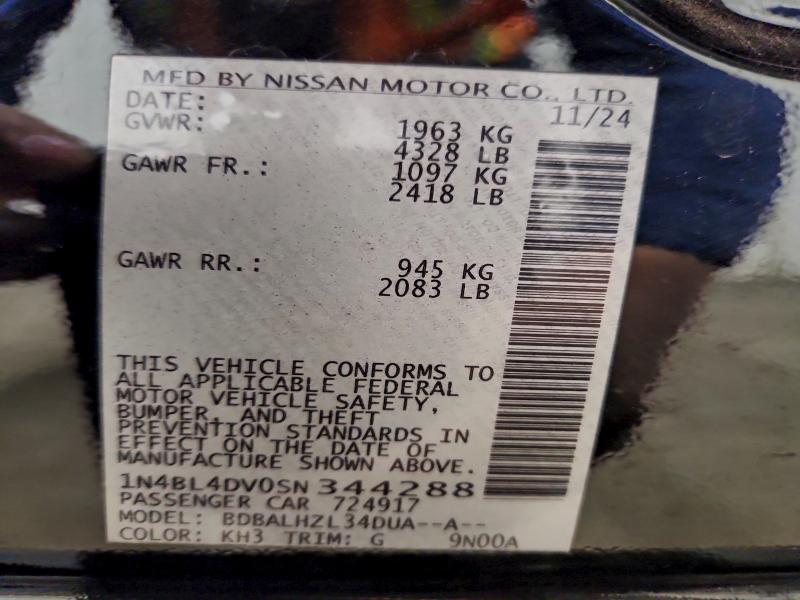 MFD BY NISSAN MOTOR CO., LTD.
DATE: 11/24
GVWR: 1963 KG
4328 LB
GAWR FR.: 1097 KG
2418 LB
GAWR RR.: 945 KG
2083 LB
THIS VEHICLE CONFORMS TO
ALL APPLICABLE FEDERAL
MOTOR VEHICLE SAFETY,
BUMPER, AND THEFT
PREVENTION STANDARDS IN
EFFECT ON THE DATE OF
MANUFACTURE SHOWN ABOVE.
1N4BL4DV0SN344288
PASSENGER CAR 724917
MODEL: BDBALHZL34DUA--A--
COLOR: KH3 TRIM: G 9N00A